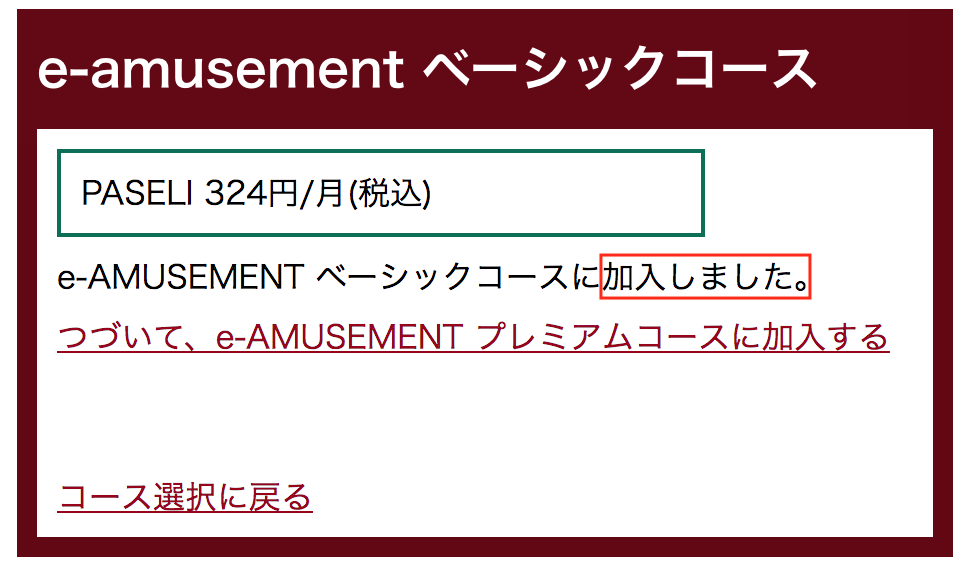 e-amusement ベーシックコース
PASELI 324円/月(税込)
e-AMUSEMENT ベーシックコースに加入しました。
つづいて、e-AMUSEMENT プレミアムコースに加入する
コース選択に戻る